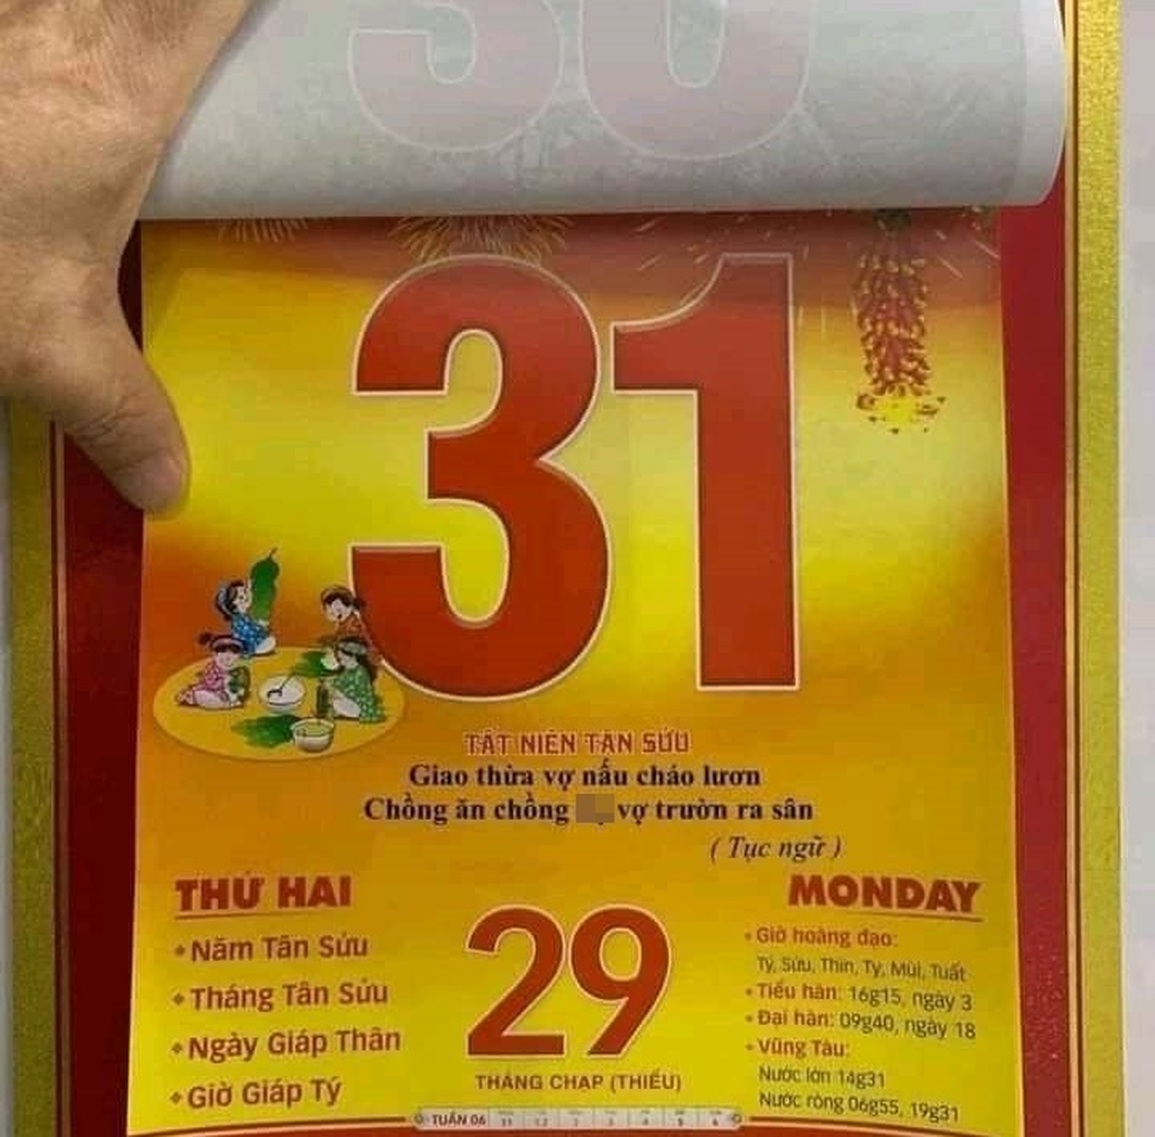 30
31
TẤT NIÊN TÂN SỬU
Giao thừa vợ nấu cháo lươn
Chồng ăn chồng vợ trườn ra sân
( Tục ngữ )
THỨ HAI
MONDAY
Năm Tân Sửu
Tháng Tân Sửu
Ngày Giáp Thân
Giờ Giáp Tý
29
THÁNG CHẠP (THIẾU)
Giờ hoàng đạo:
Tý, Sửu, Thìn, Tỵ, Mùi, Tuất
Tiểu hàn: 16g15, ngày 3
Đại hàn: 09g40, ngày 18
Vũng Tàu:
Nước lớn 14g31
Nước ròng 06g55, 19g31
TUẦN 06